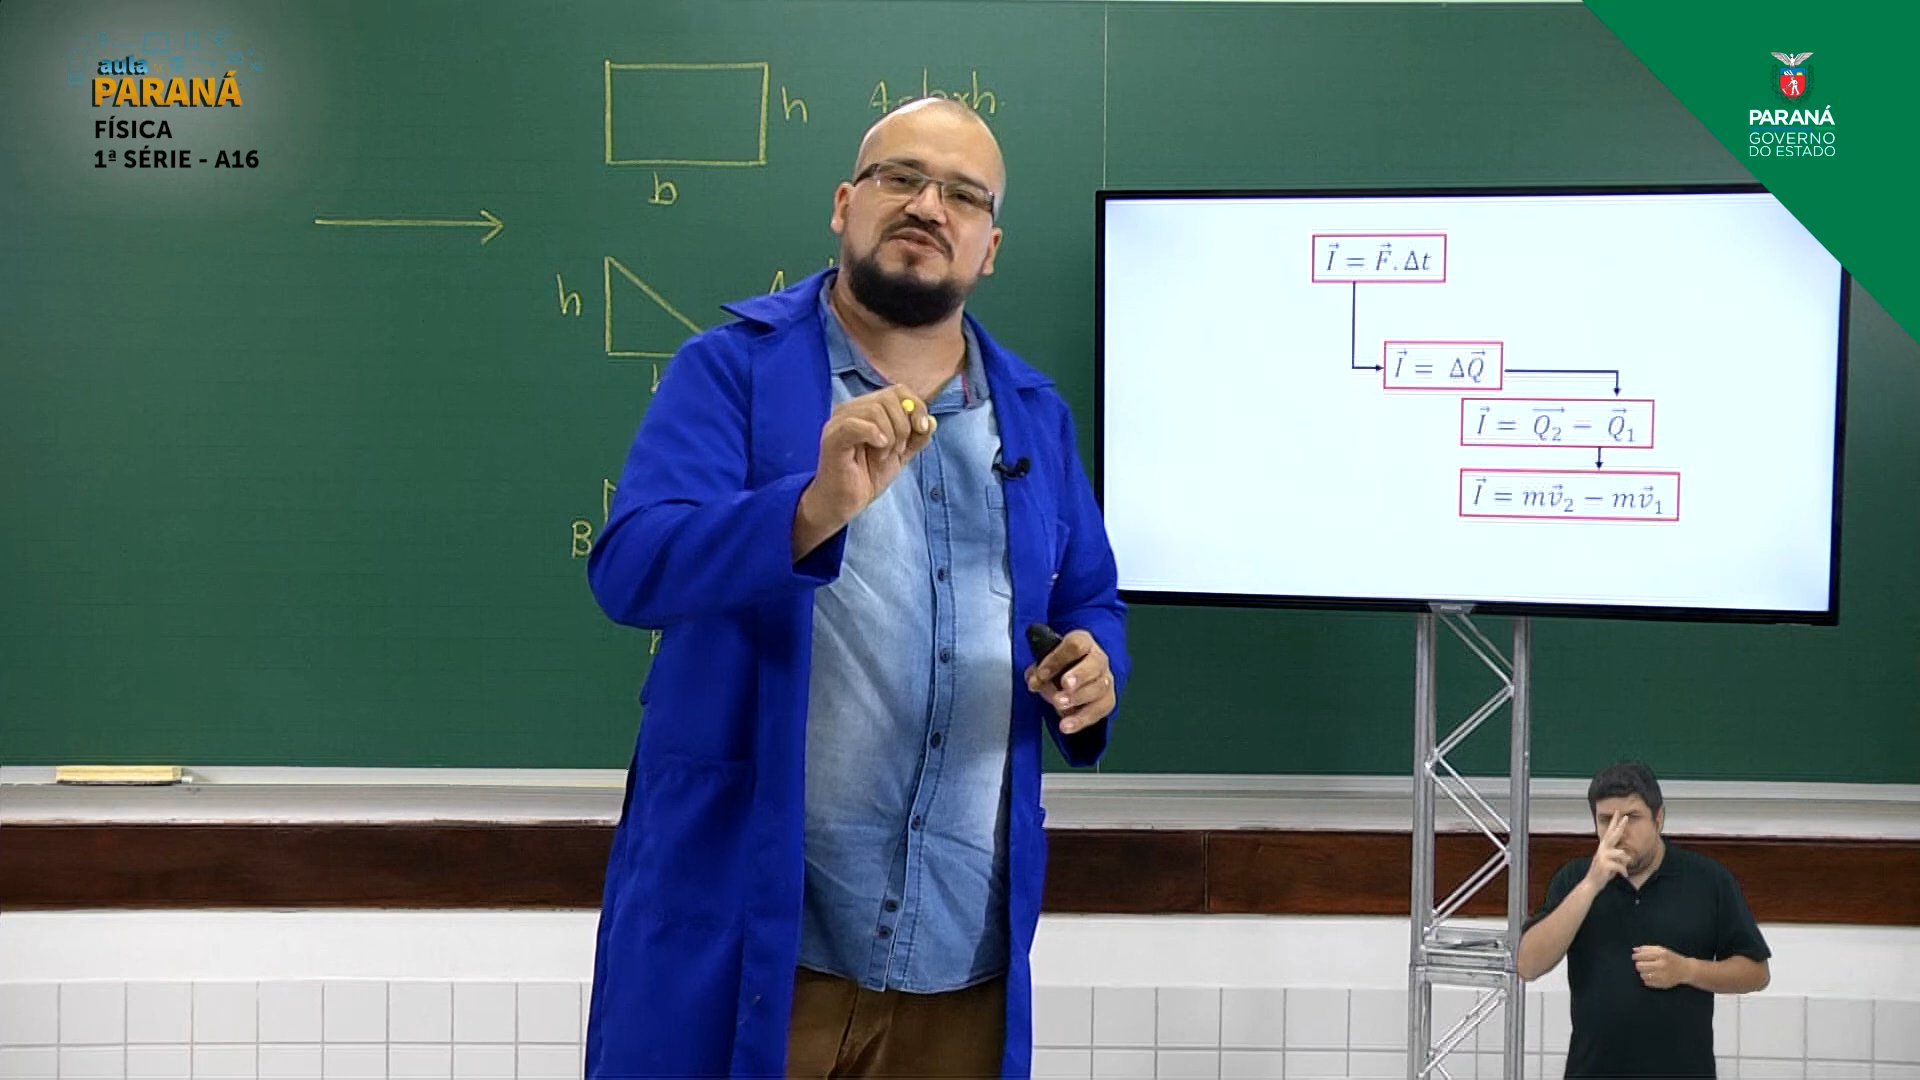 aula
PARANÁ
FÍSICA
1ª SÉRIE - A16
PARANÁ
GOVERNO
DO ESTADO
h
A=b×h
b
h
B
I⃗ = F⃗.Δt
I⃗ = ΔQ⃗
I⃗ = Q⃗₂ − Q⃗₁
I⃗ = mv⃗₂ − mv⃗₁